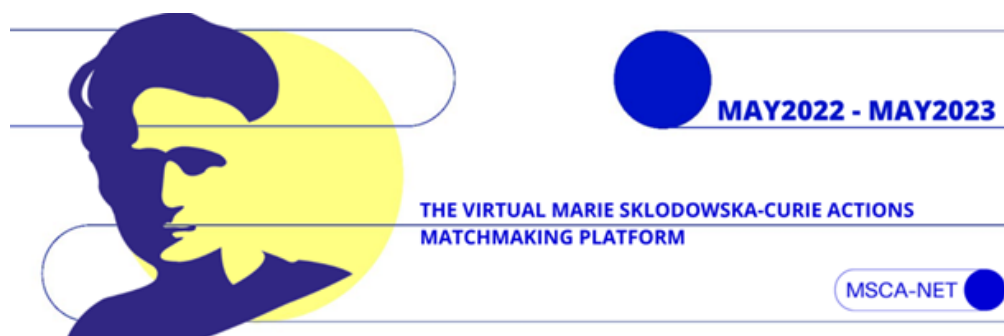 MAY2022 - MAY2023
THE VIRTUAL MARIE SKLODOWSKA-CURIE ACTIONS
MATCHMAKING PLATFORM
MSCA-NET